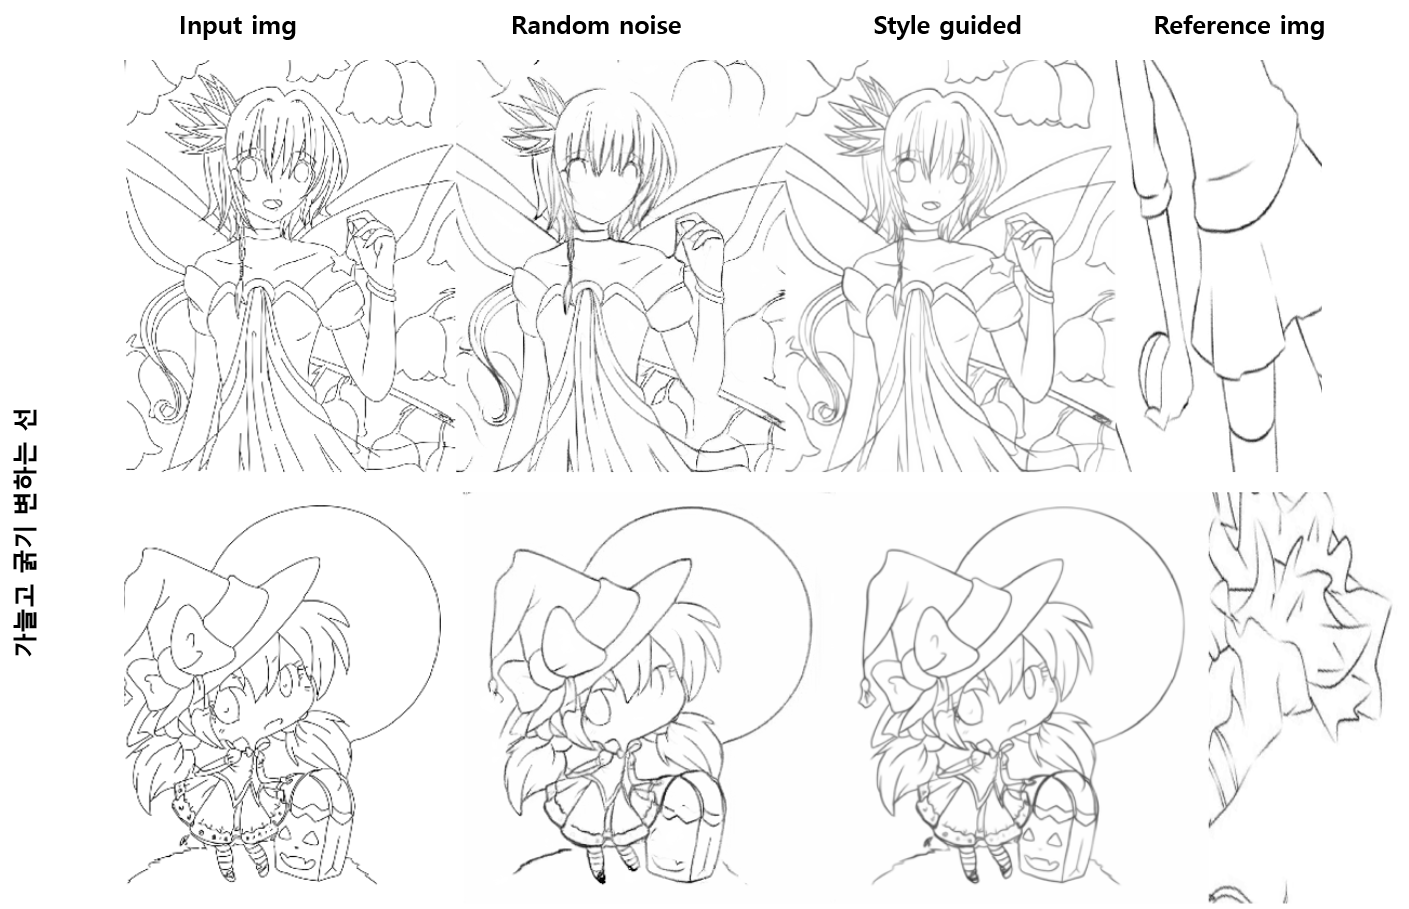 Input img
Random noise
Style guided
Reference img
가늘고 굵기 변하는 선